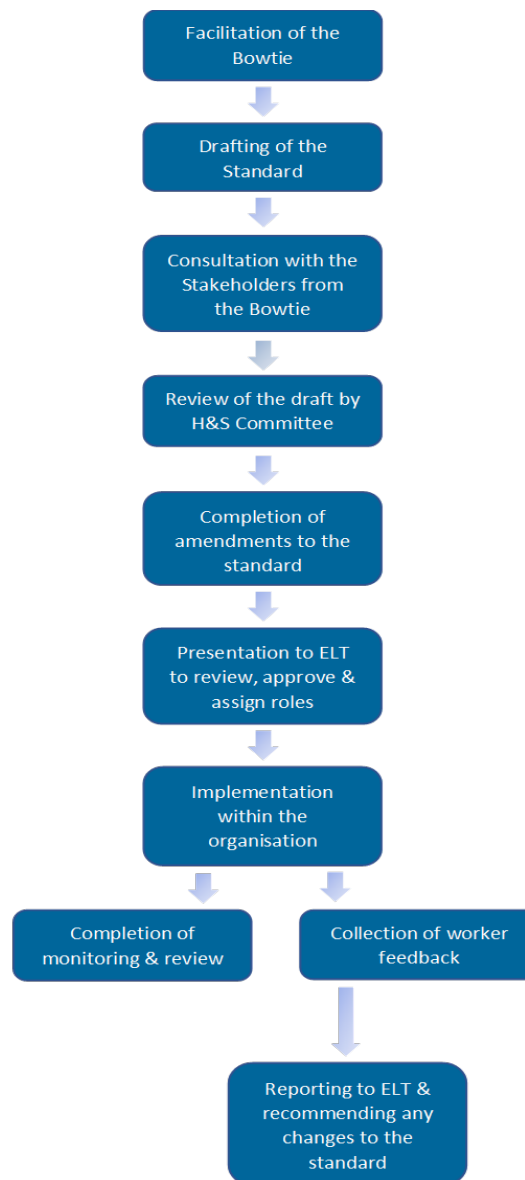 Facilitation of the
Bowtie
Drafting of the
Standard
Consultation with the
Stakeholders from
the Bowtie
Review of the draft by
H&S Committee
Completion of
amendments to the
standard
Presentation to ELT
to review, approve &
assign roles
Implementation
within the
organisation
Completion of
monitoring & review
Collection of worker
feedback
Reporting to ELT &
recommending any
changes to the
standard